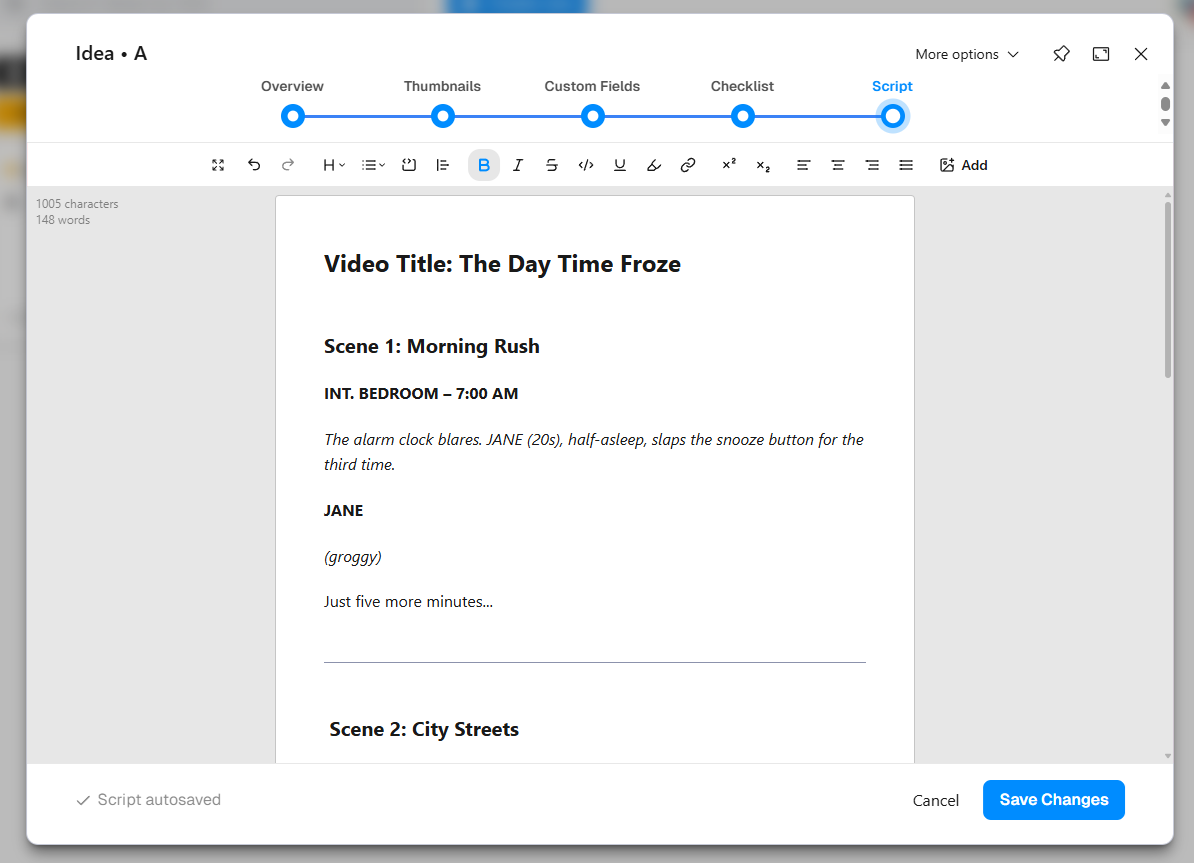 Idea • A
More options
Overview
Thumbnails
Custom Fields
Checklist
Script
H
B
I
S
U
x²
x₂
Add
1005 characters
148 words
Video Title: The Day Time Froze
Scene 1: Morning Rush
INT. BEDROOM – 7:00 AM
The alarm clock blares. JANE (20s), half-asleep, slaps the snooze button for the
third time.
JANE
(groggy)
Just five more minutes...
Scene 2: City Streets
Script autosaved
Cancel
Save Changes